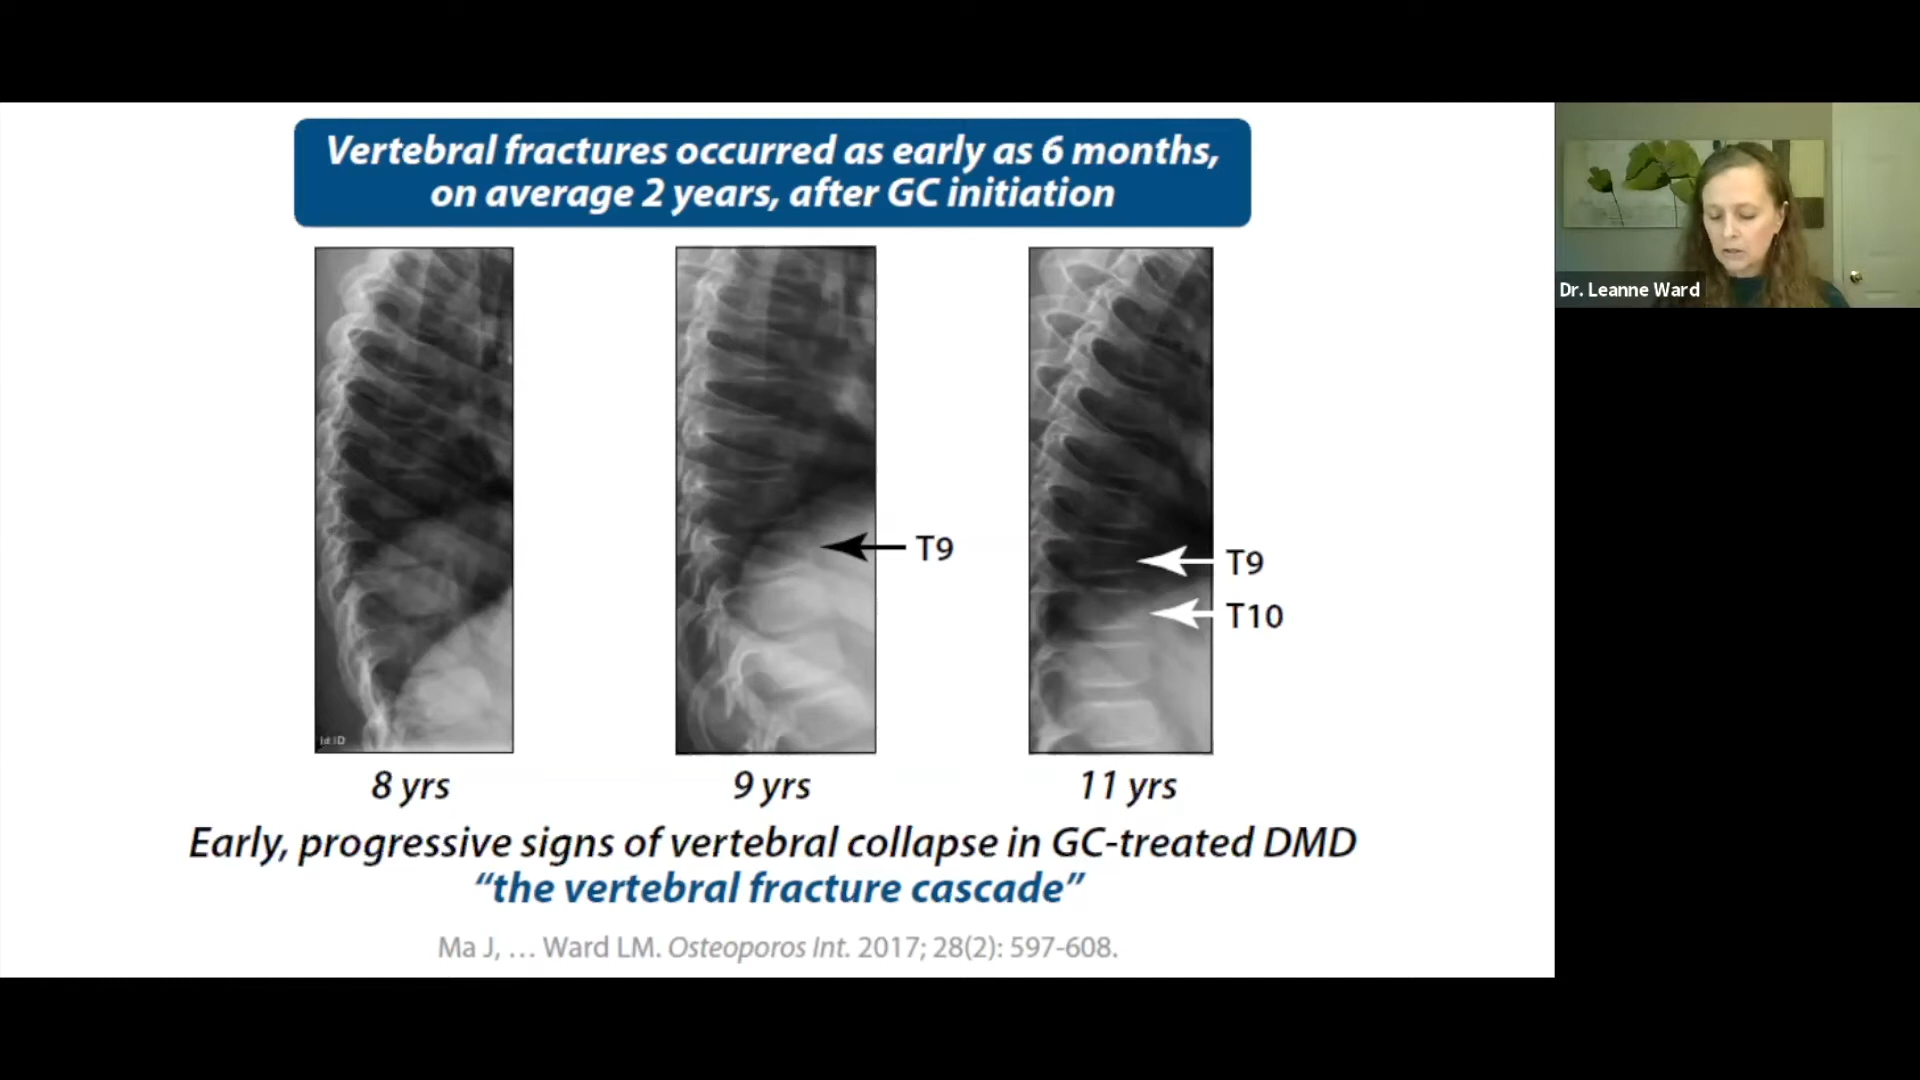 Vertebral fractures occurred as early as 6 months,
on average 2 years, after GC initiation
Dr. Leanne Ward
T9
T9
T10
8 yrs
9 yrs
11 yrs
Early, progressive signs of vertebral collapse in GC-treated DMD
“the vertebral fracture cascade”
Ma J, … Ward LM. Osteoporos Int. 2017; 28(2): 597-608.